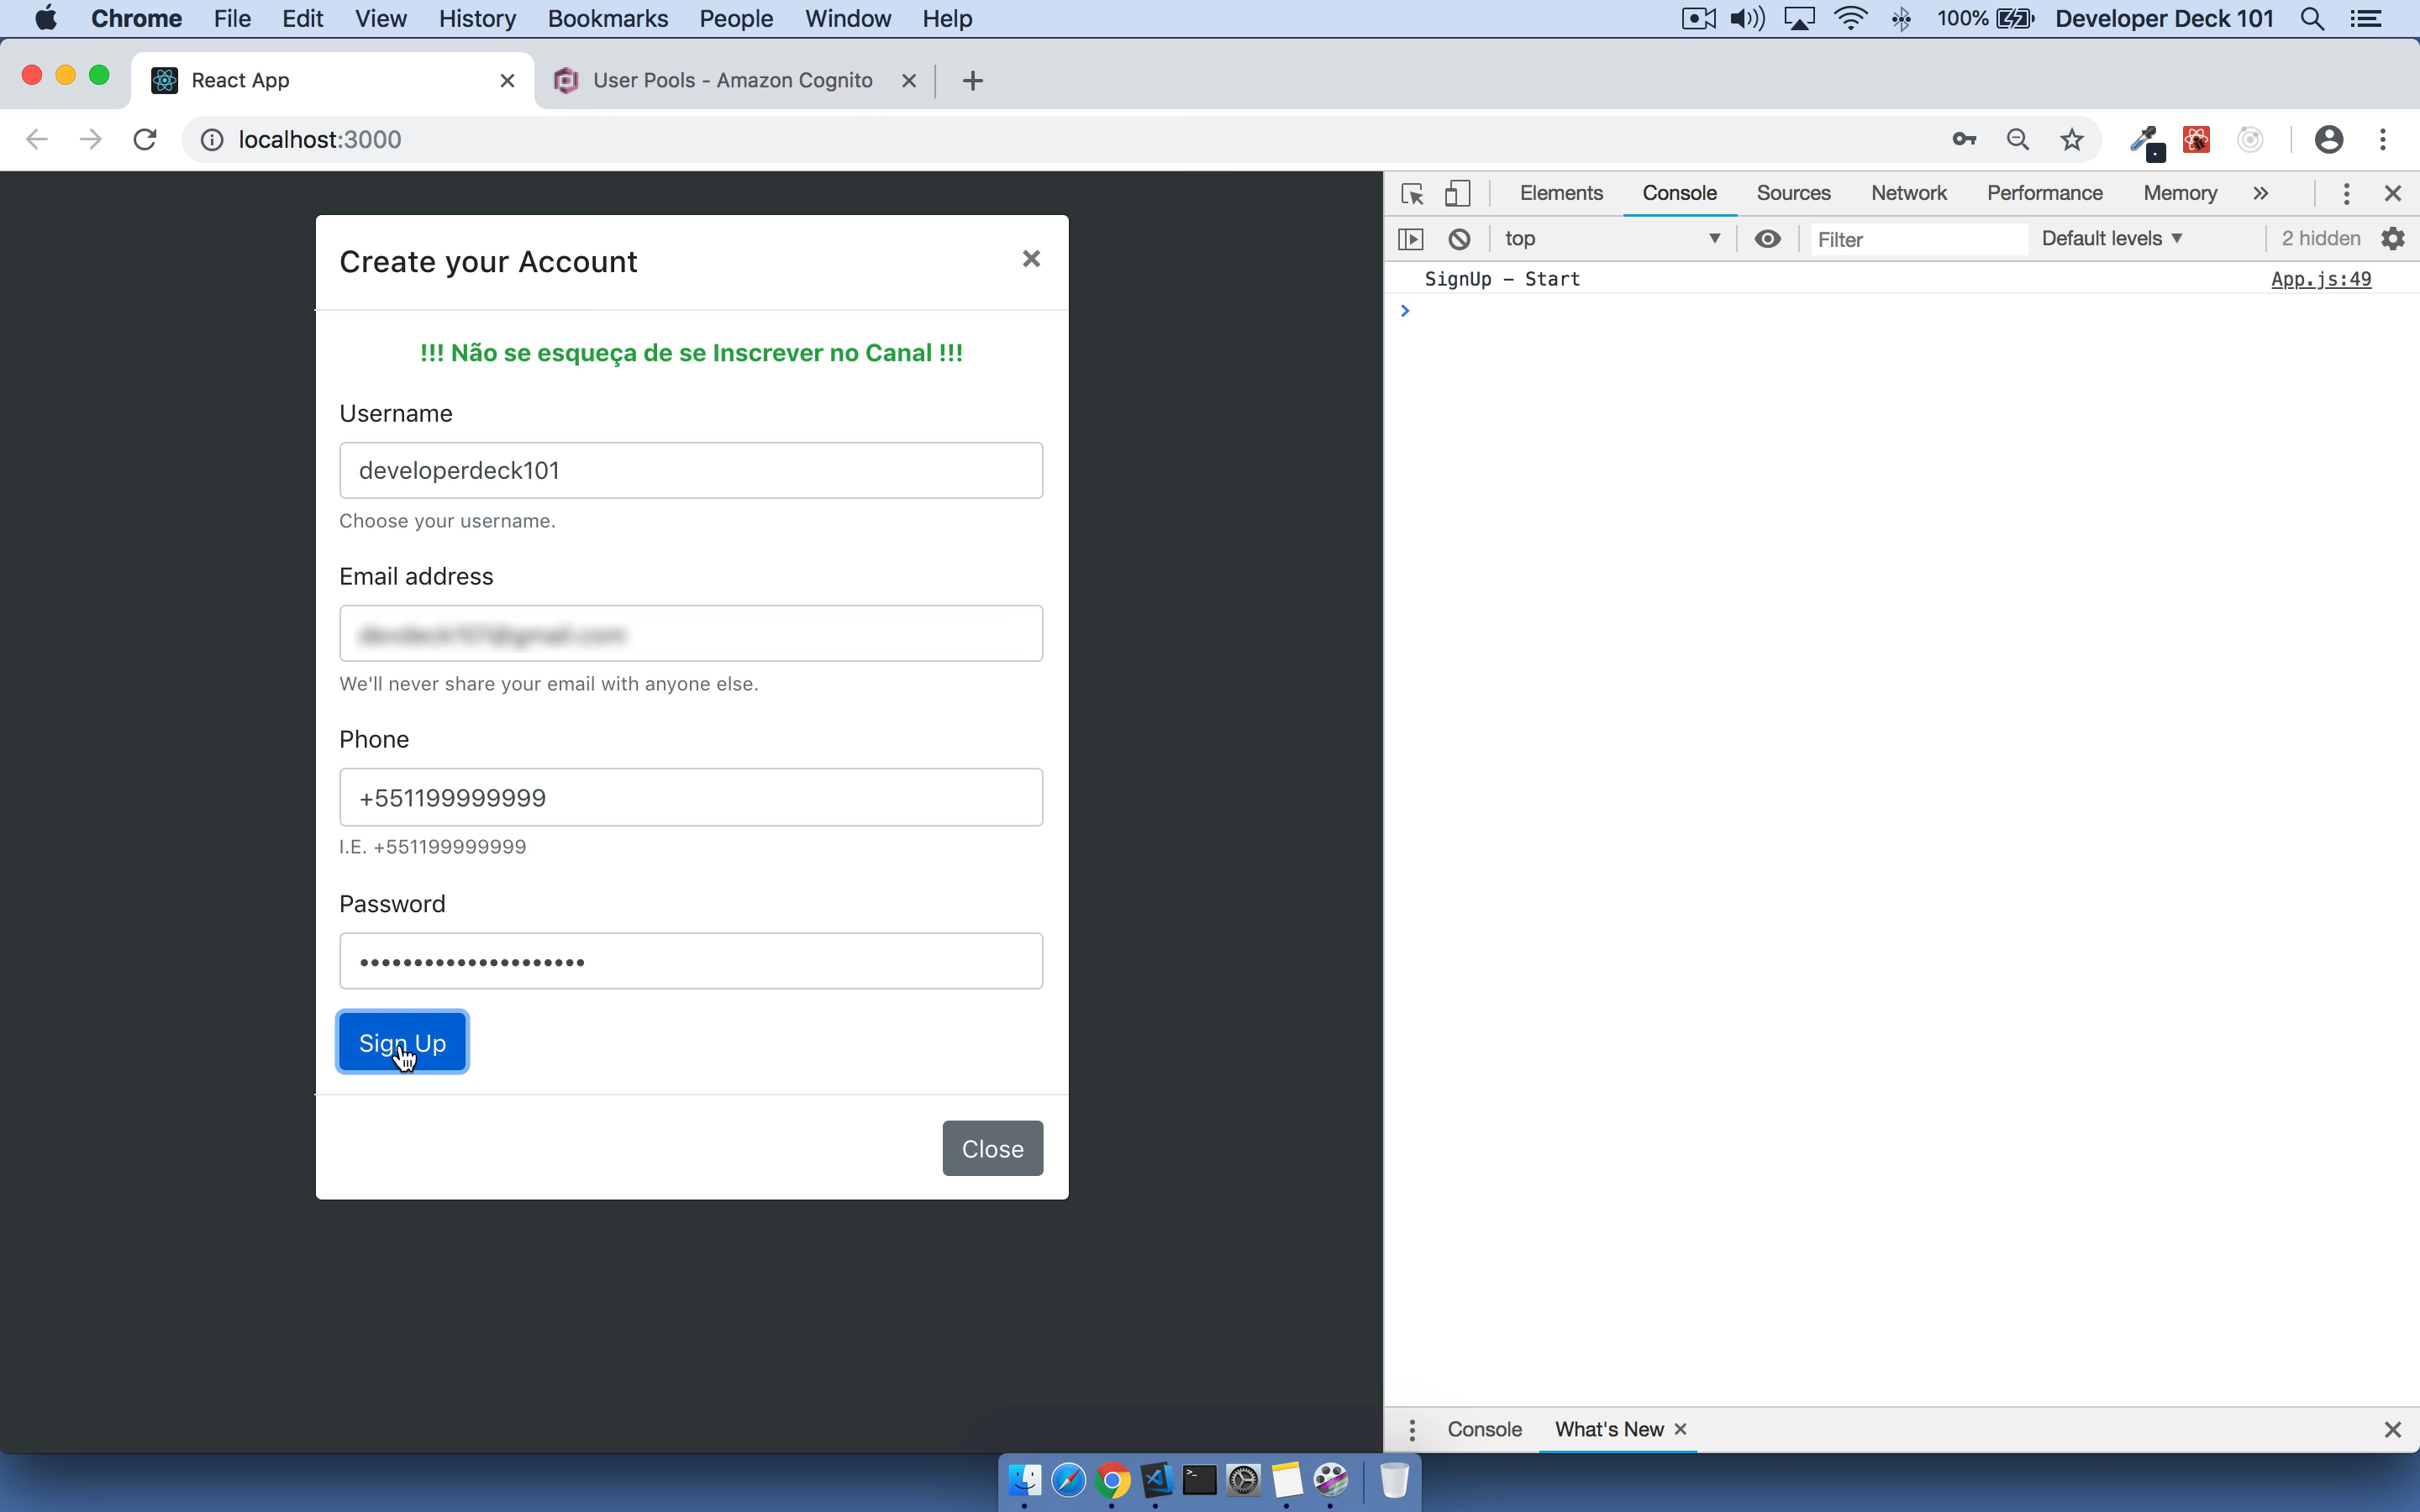 Chrome File Edit View History Bookmarks People Window Help 100% Developer Deck 101
React App User Pools - Amazon Cognito
localhost:3000
Elements Console Sources Network Performance Memory
top Filter Default levels 2 hidden
SignUp – Start App.js:49
Create your Account
!!! Não se esqueça de se Inscrever no Canal !!!
Username
developerdeck101
Choose your username.
Email address
We'll never share your email with anyone else.
Phone
+551199999999
I.E. +551199999999
Password
Sign Up
Close
Console What's New